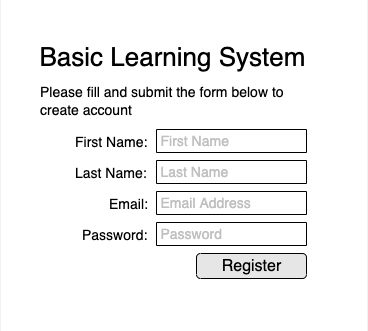 Basic Learning System
Please fill and submit the form below to
create account
First Name: First Name
Last Name: Last Name
Email: Email Address
Password: Password
Register